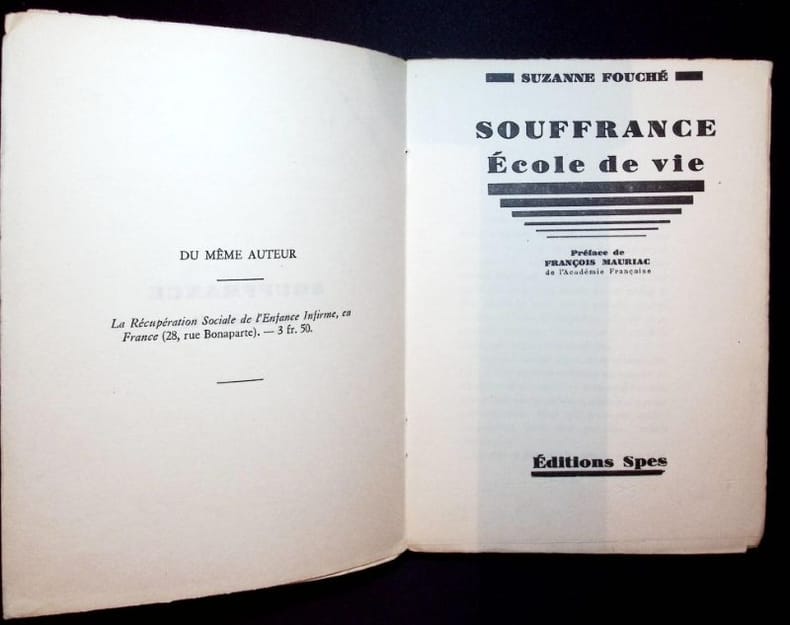 DU MÊME AUTEUR
La Récupération Sociale de l'Enfance Infirme, en
France (28, rue Bonaparte). — 3 fr. 50.
SUZANNE FOUCHÉ
SOUFFRANCE
École de vie
Préface de
FRANÇOIS MAURIAC
de l'Académie Française
Éditions Spes